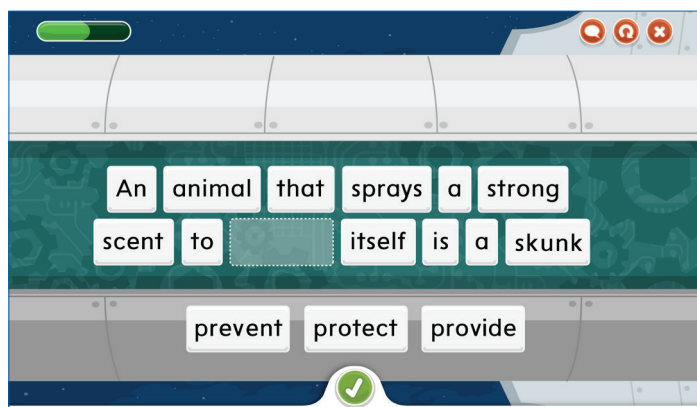 An animal that sprays a strong
scent to itself is a skunk
prevent protect provide